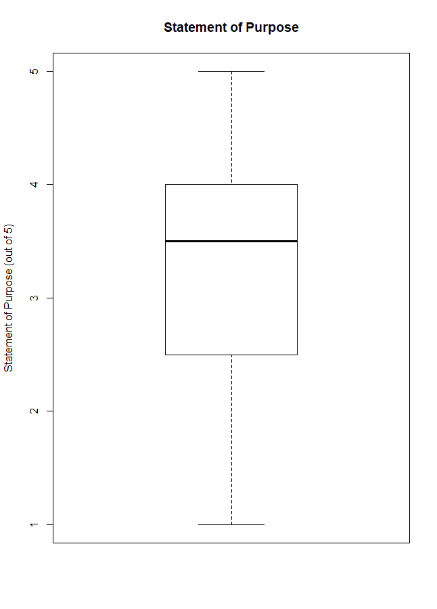 Statement of Purpose
Statement of Purpose (out of 5)
5
4
3
2
1